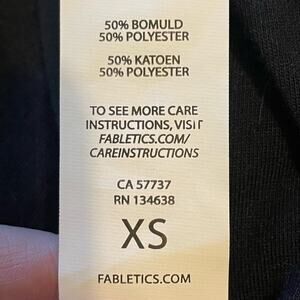 50% BOMULD
50% POLYESTER
50% KATOEN
50% POLYESTER
TO SEE MORE CARE
INSTRUCTIONS, VISIT
FABLETICS.COM/
CAREINSTRUCTIONS
CA 57737
RN 134638
XS
FABLETICS.COM